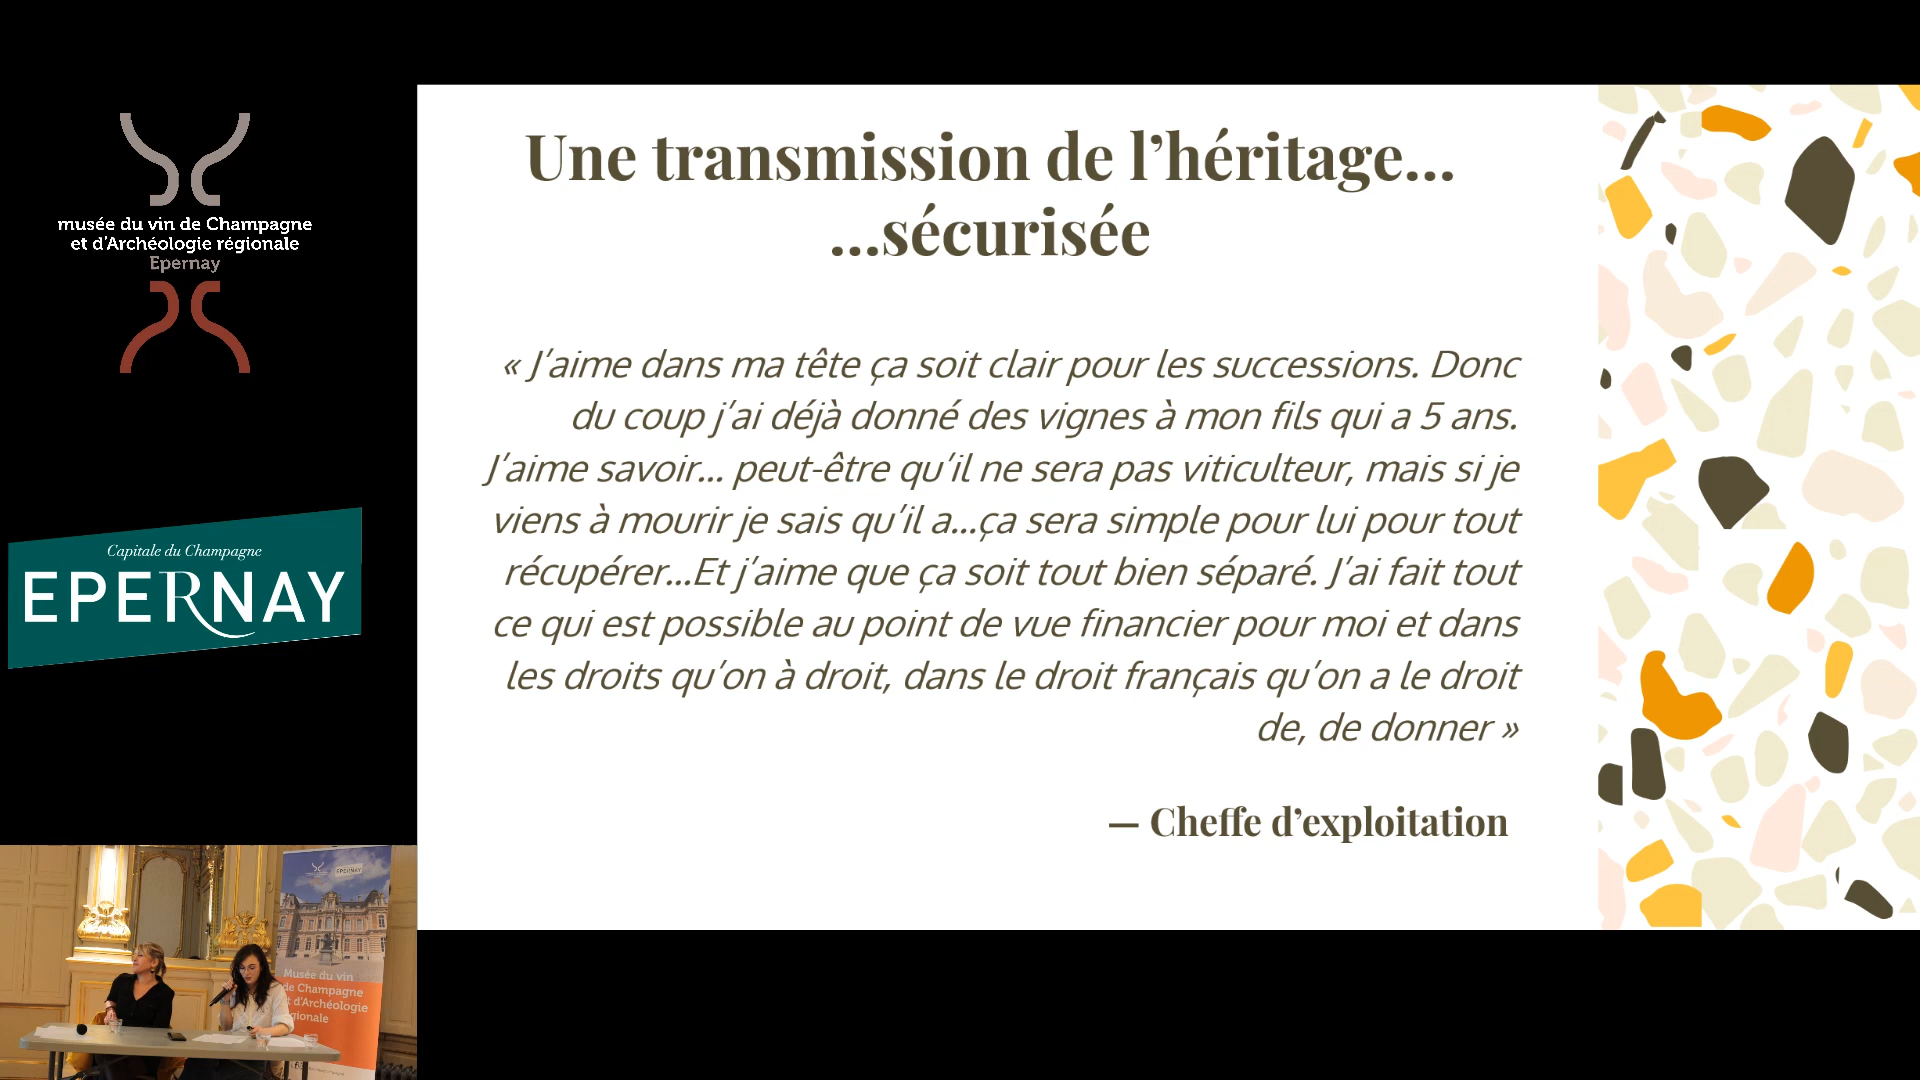 musée du vin de Champagne
et d'Archéologie régionale
Epernay
Capitale du Champagne
EPERNAY
Une transmission de l'héritage...
...sécurisée
« J'aime dans ma tête ça soit clair pour les successions. Donc
du coup j'ai déjà donné des vignes à mon fils qui a 5 ans.
J'aime savoir... peut-être qu'il ne sera pas viticulteur, mais si je
viens à mourir je sais qu'il a...ça sera simple pour lui pour tout
récupérer...Et j'aime que ça soit tout bien séparé. J'ai fait tout
ce qui est possible au point de vue financier pour moi et dans
les droits qu'on à droit, dans le droit français qu'on a le droit
de, de donner »
— Cheffe d'exploitation
EPERNAY
Musée du vin
de Champagne
et d'Archéologie
régionale